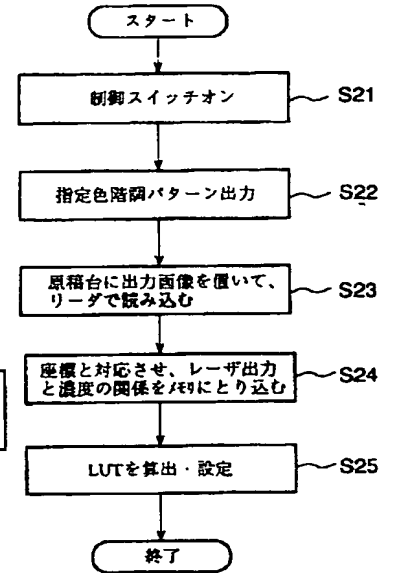 スタート
制御スイッチオン
S21
指定色階調パターン出力
S22
原稿台に出力画像を置いて、
リーダで読み込む
S23
座標と対応させ、レーザ出力
と濃度の関係をメモリにとり込む
S24
LUTを算出・設定
S25
終了